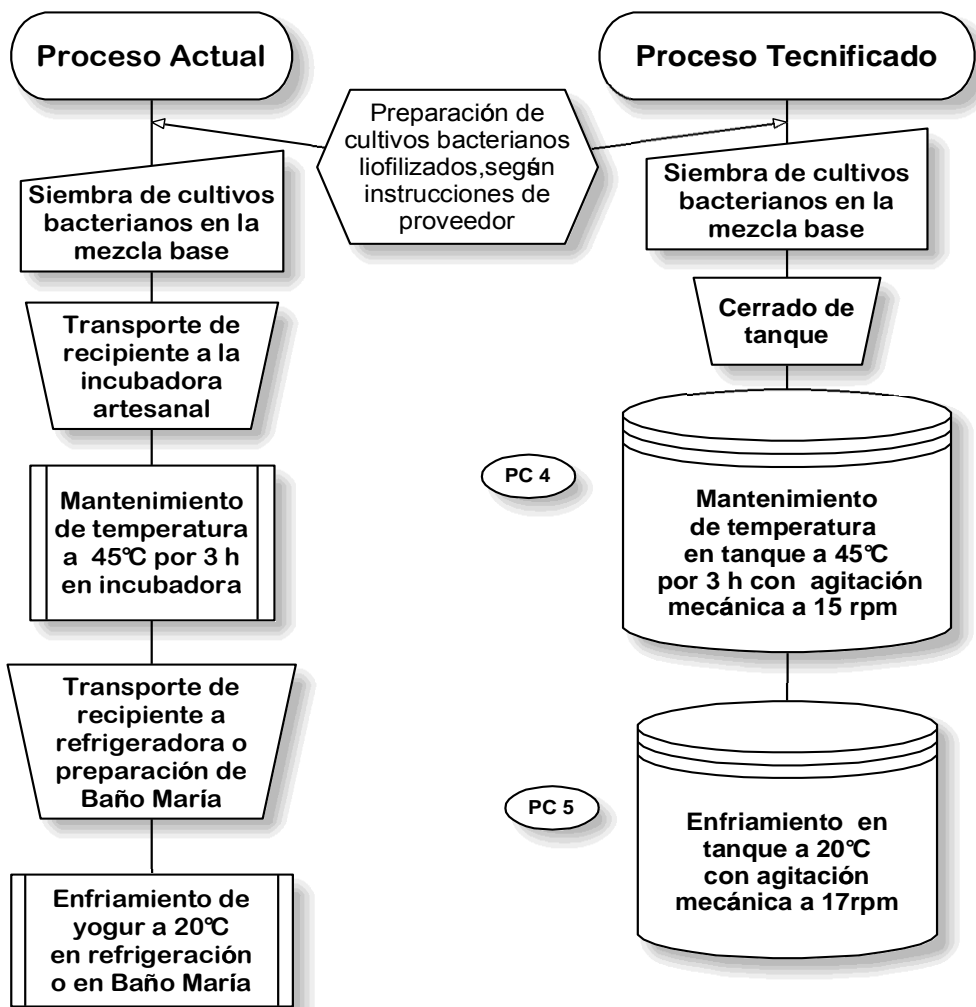 Proceso Actual
Proceso Tecnificado
Preparación de
cultivos bacterianos
liofilizados,según
instrucciones de
proveedor
Siembra de cultivos
bacterianos en la
mezcla base
Siembra de cultivos
bacterianos en la
mezcla base
Transporte de
recipiente a la
incubadora
artesanal
Cerrado de
tanque
Mantenimiento
de temperatura
a 45°C por 3 h
en incubadora
PC 4
Mantenimiento
de temperatura
en tanque a 45°C
por 3 h con agitación
mecánica a 15 rpm
Transporte de
recipiente a
refrigeradora o
preparación de
Baño María
PC 5
Enfriamiento en
tanque a 20°C
con agitación
mecánica a 17rpm
Enfriamiento de
yogur a 20°C
en refrigeración
o en Baño María